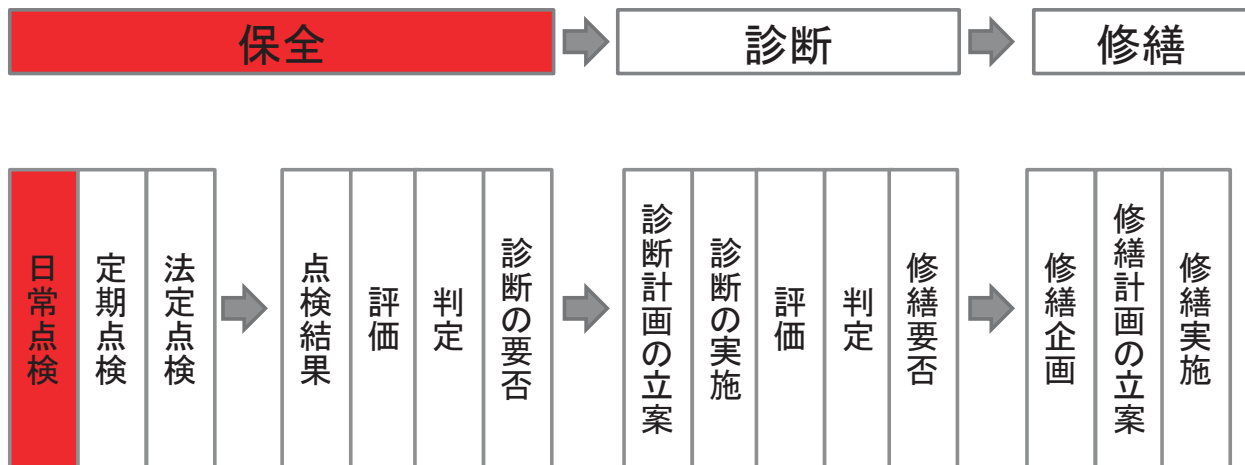 保全
診断
修繕
日常点検
定期点検
法定点検
点検結果
評価
判定
診断の要否
診断計画の立案
診断の実施
評価
判定
修繕要否
修繕企画
修繕計画の立案
修繕実施